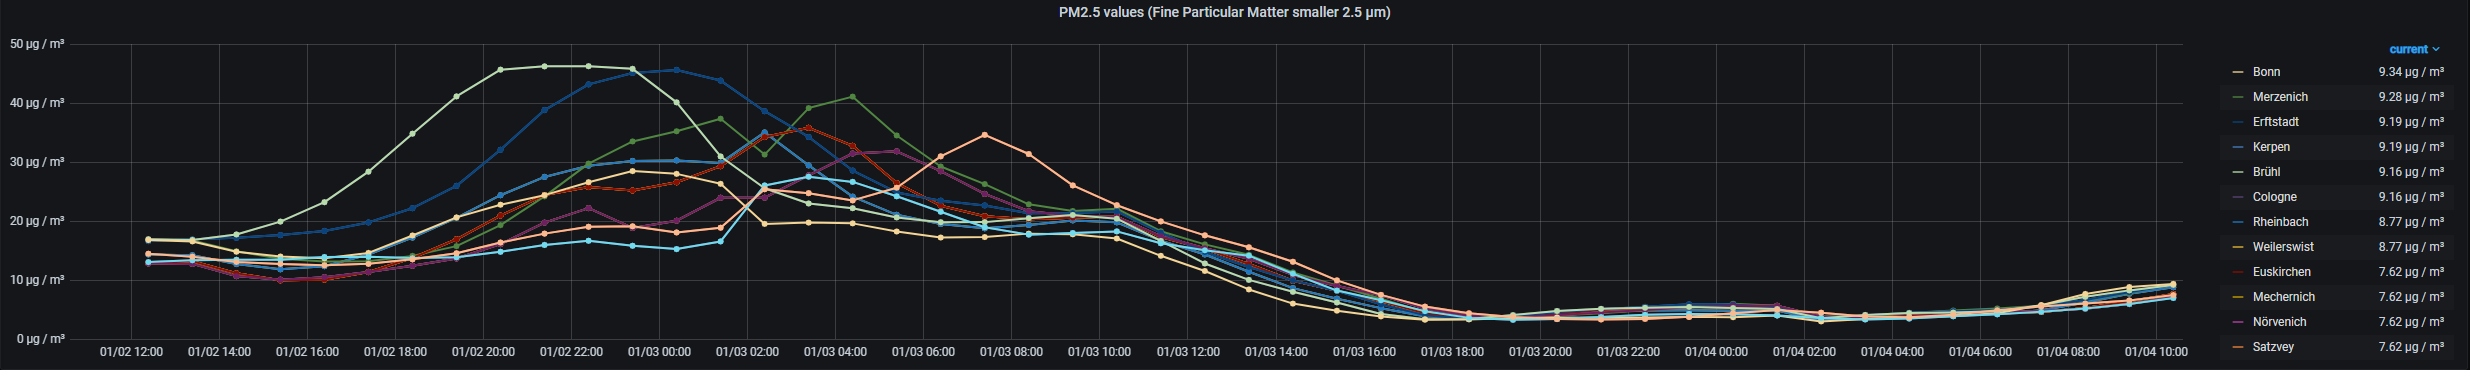 PM2.5 values (Fine Particular Matter smaller 2.5 µm)
50 µg / m³
40 µg / m³
30 µg / m³
20 µg / m³
10 µg / m³
0 µg / m³
01/02 12:00 01/02 14:00 01/02 16:00 01/02 18:00 01/02 20:00 01/02 22:00 01/03 00:00 01/03 02:00 01/03 04:00 01/03 06:00 01/03 08:00 01/03 10:00 01/03 12:00 01/03 14:00 01/03 16:00 01/03 18:00 01/03 20:00 01/03 22:00 01/04 00:00 01/04 02:00 01/04 04:00 01/04 06:00 01/04 08:00 01/04 10:00
current
Bonn 9.34 µg / m³
Merzenich 9.28 µg / m³
Erftstadt 9.19 µg / m³
Kerpen 9.19 µg / m³
Brühl 9.16 µg / m³
Cologne 9.16 µg / m³
Rheinbach 8.77 µg / m³
Weilerswist 8.77 µg / m³
Euskirchen 7.62 µg / m³
Mechernich 7.62 µg / m³
Nörvenich 7.62 µg / m³
Satzvey 7.62 µg / m³